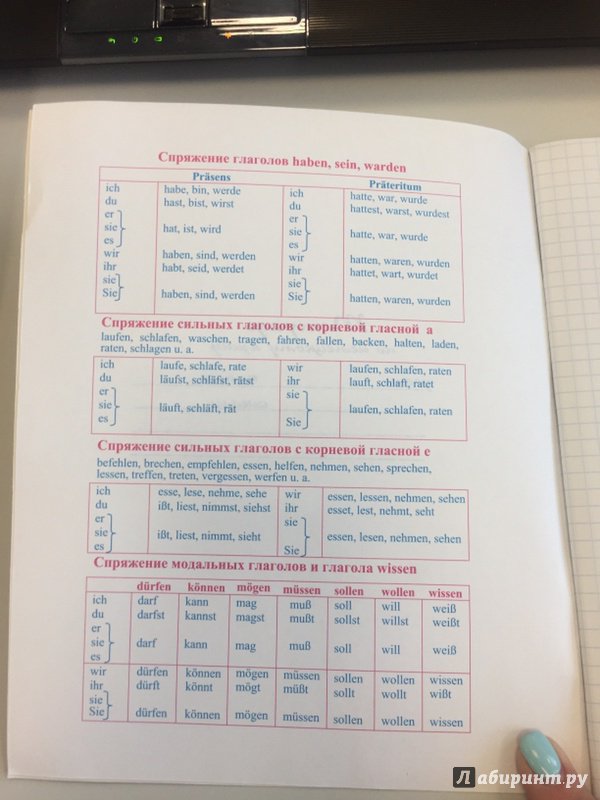 Спряжение глаголов haben, sein, warden
Präsens Präteritum
ich habe, bin, werde ich hatte, war, wurde
du hast, bist, wirst du hattest, warst, wurdest
er er
sie hat, ist, wird sie hatte, war, wurde
es es
wir haben, sind, werden wir hatten, waren, wurden
ihr habt, seid, werdet ihr hattet, wart, wurdet
sie sie
Sie haben, sind, werden Sie hatten, waren, wurden
Спряжение сильных глаголов с корневой гласной а
laufen, schlafen, waschen, tragen, fahren, fallen, backen, halten, laden,
raten, schlagen u. a.
ich laufe, schlafe, rate wir laufen, schlafen, raten
du läufst, schläfst, rätst ihr lauft, schlaft, ratet
er sie
sie läuft, schläft, rät laufen, schlafen, raten
es Sie
Спряжение сильных глаголов с корневой гласной е
befehlen, brechen, empfehlen, essen, helfen, nehmen, sehen, sprechen,
lessen, treffen, treten, vergessen, werfen u. a.
ich esse, lese, nehme, sehe wir essen, lessen, nehmen, sehen
du ißt, liest, nimmst, siehst ihr esset, lest, nehmt, seht
er sie
sie ißt, liest, nimmt, sieht essen, lesen, nehmen, sehen
es Sie
Спряжение модальных глаголов и глагола wissen
dürfen können mögen müssen sollen wollen wissen
ich darf kann mag muß soll will weiß
du darfst kannst magst mußt sollst willst weißt
er
sie darf kann mag muß soll will weiß
es
wir dürfen können mögen müssen sollen wollen wissen
ihr dürft könnt mögt müßt sollt wollt wißt
sie
Sie dürfen können mögen müssen sollen wollen wissen
Лабиринт.ру